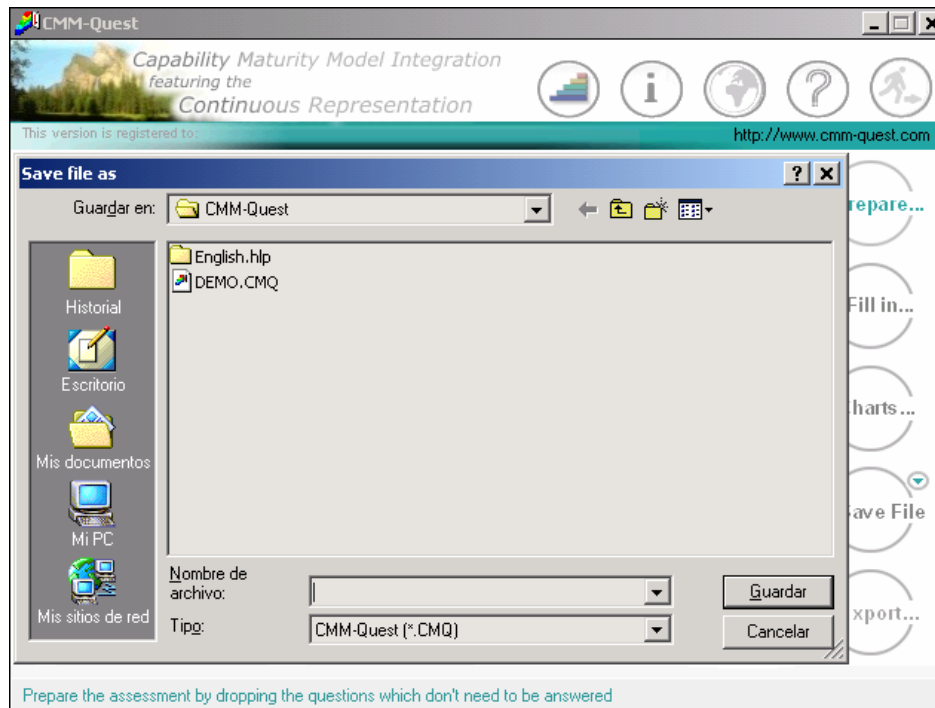 CMM-Quest
Capability Maturity Model Integration
featuring the
Continuous Representation
This version is registered to:
http://www.cmm-quest.com
Save file as
Guardar en:
CMM-Quest
English.hlp
DEMO.CMQ
Historial
Escritorio
Mis documentos
Mi PC
Mis sitios de red
Nombre de
archivo:
Guardar
Tipo:
CMM-Quest (*.CMQ)
Cancelar
repare...
Fill in...
harts...
ave File
xport...
Prepare the assessment by dropping the questions which don't need to be answered